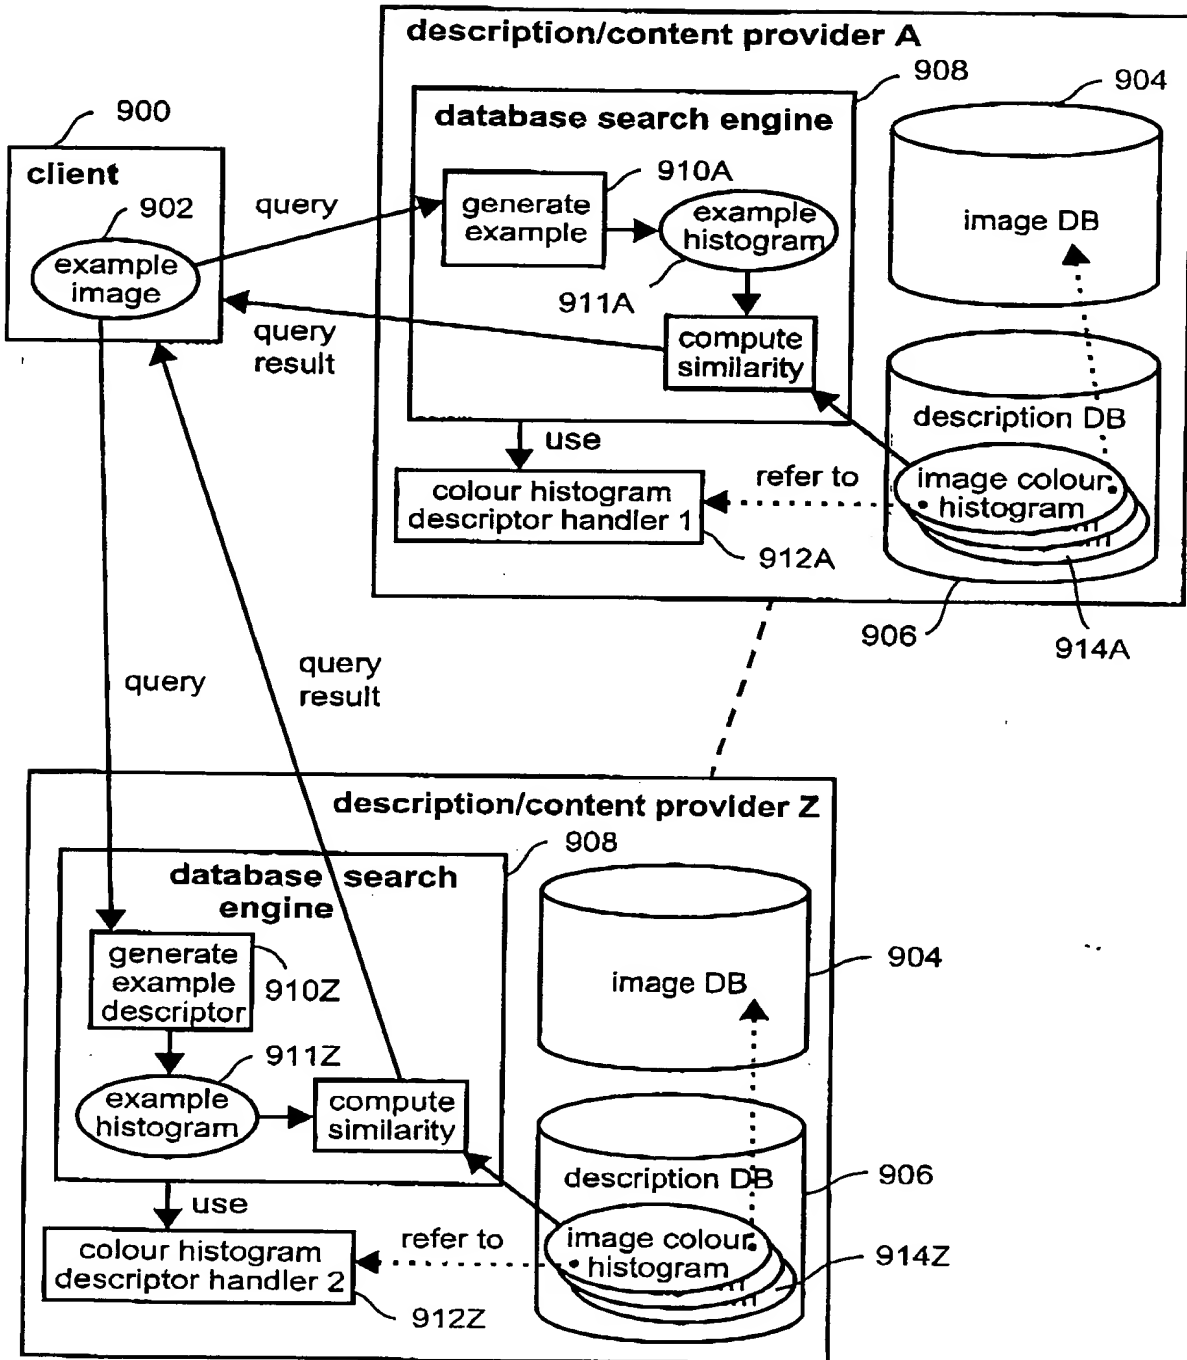 description/content provider A
908
904
900
database search engine
client
910A
902
query
generate
example
example
histogram
image DB
example
image
911A
query
result
compute
similarity
description DB
use
colour histogram
descriptor handler 1
refer to
image colour
histogram
912A
906
914A
query
query
result
description/content provider Z
908
database search
engine
generate
example
descriptor
910Z
image DB
904
911Z
example
histogram
compute
similarity
description DB
906
use
colour histogram
descriptor handler 2
refer to
image colour
histogram
914Z
912Z